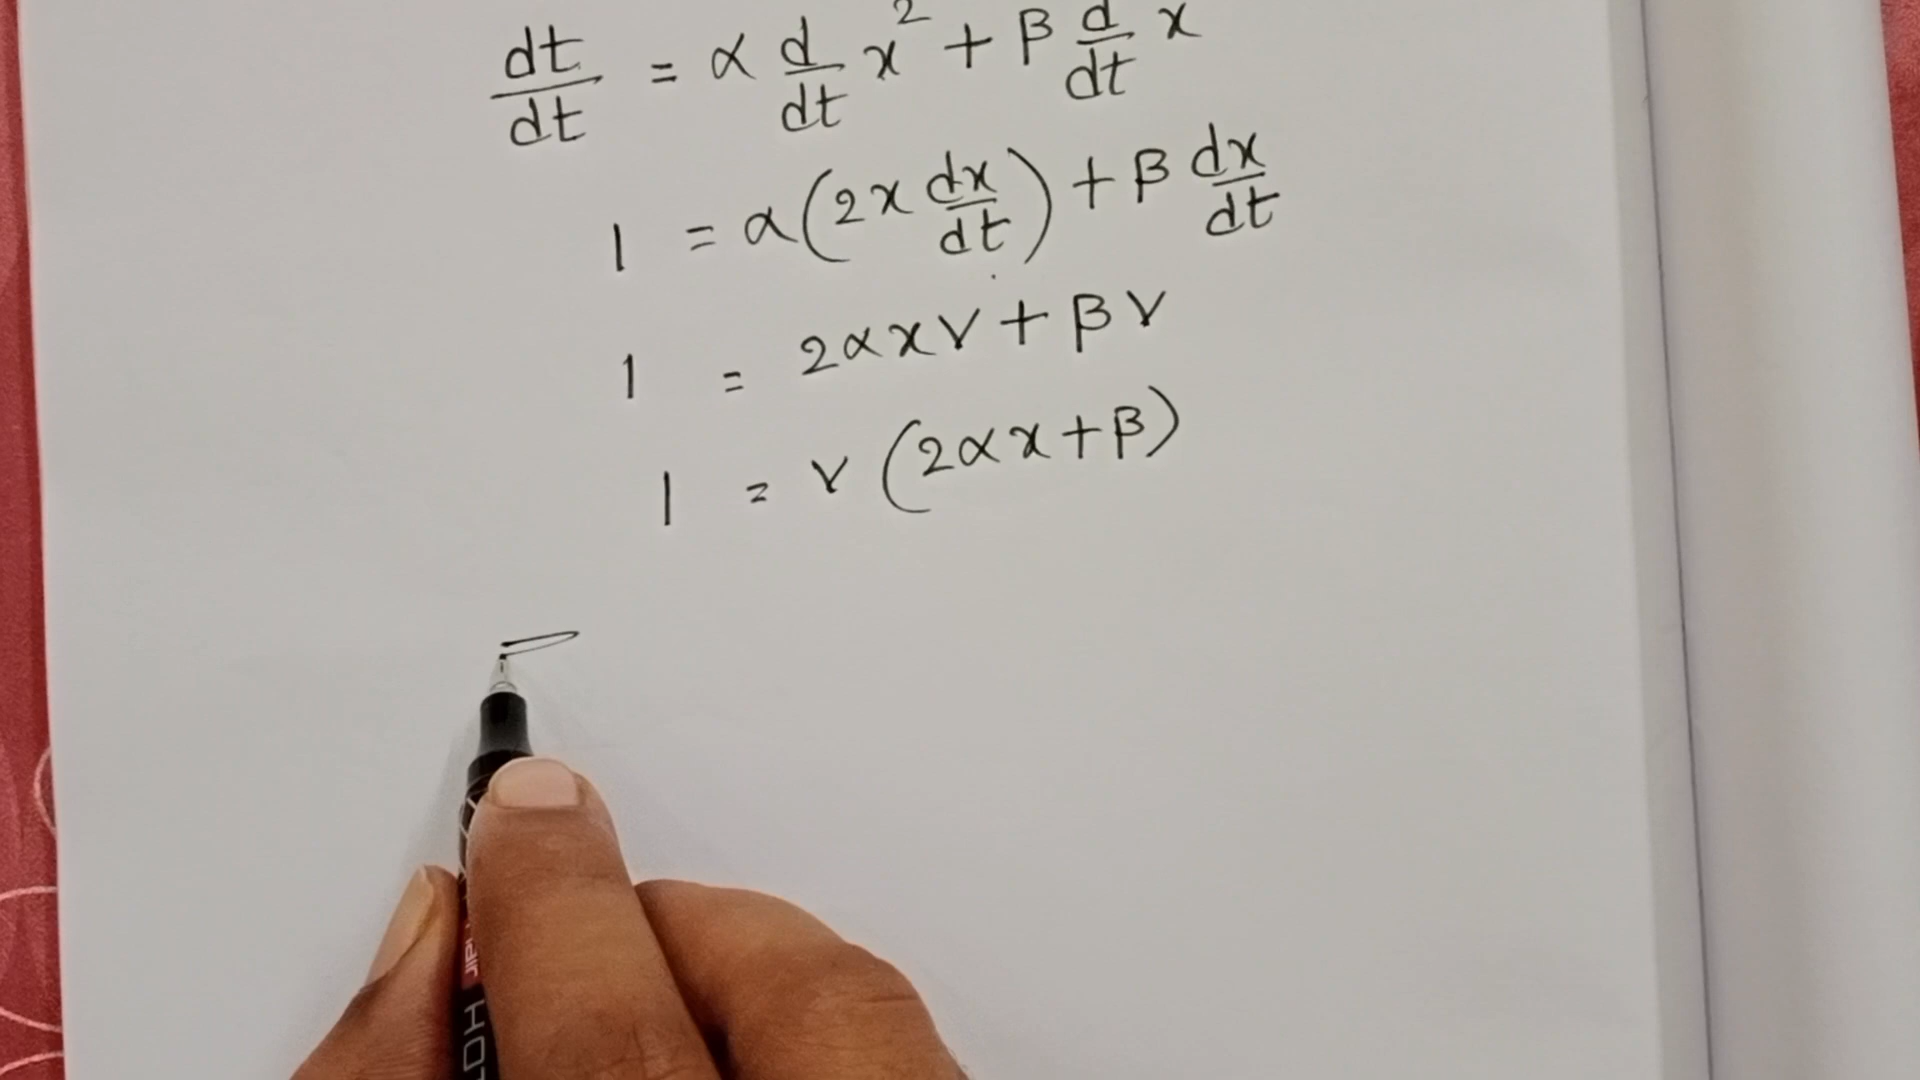 dt/dt = α d/dt x² + β d/dt x
1 = α(2x dx/dt) + β dx/dt
1 = 2αxv + βv
1 = v (2αx+β)